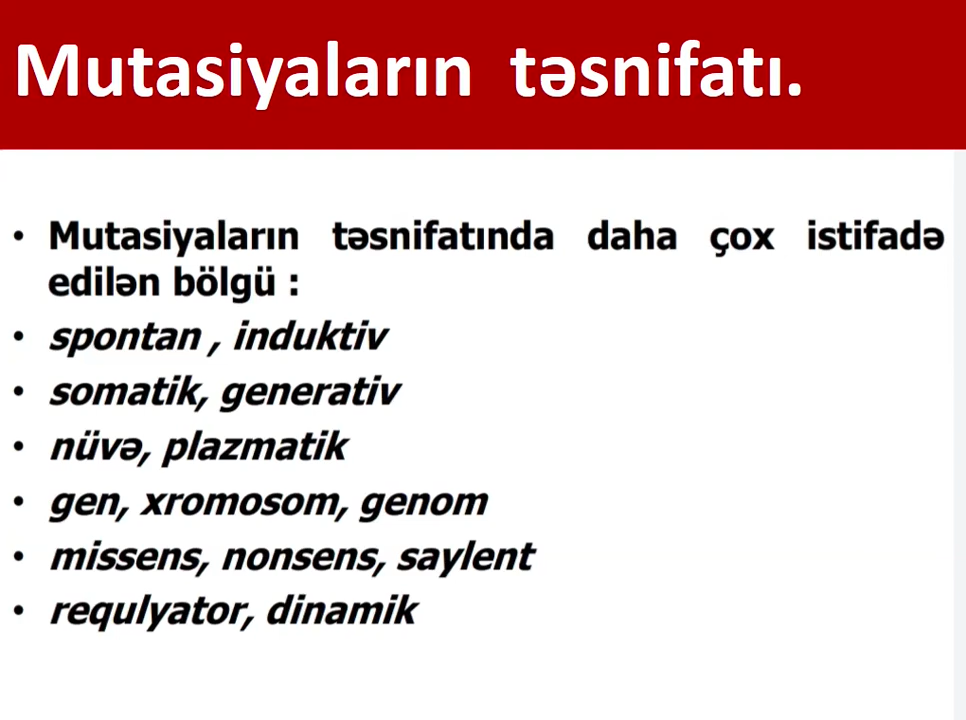 Mutasiyaların təsnifatı.
• Mutasiyaların təsnifatında daha çox istifadə
edilən bölgü :
• spontan , induktiv
• somatik, generativ
• nüvə, plazmatik
• gen, xromosom, genom
• missens, nonsens, saylent
• requlyator, dinamik